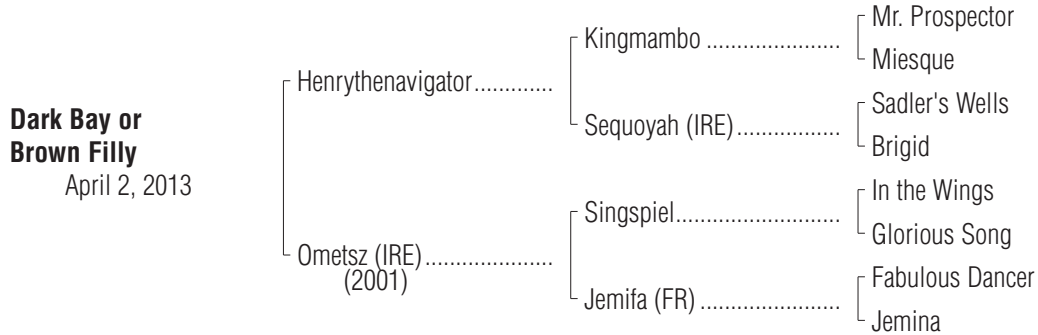 Dark Bay or
Brown Filly
April 2, 2013
Henrythenavigator.............
Ometsz (IRE).....................
(2001)
Kingmambo ......................
Sequoyah (IRE).................
Singspiel...........................
Jemifa (FR) .......................
Mr. Prospector
Miesque
Sadler's Wells
Brigid
In the Wings
Glorious Song
Fabulous Dancer
Jemina